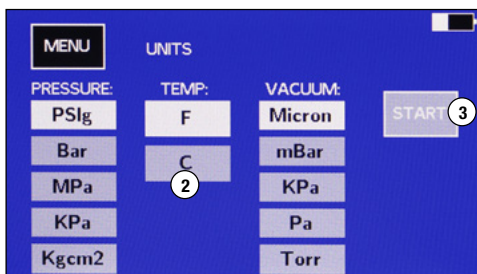 MENU UNITS
PRESSURE: TEMP: VACUUM:
PSIg F Micron START 3
Bar C mBar
2
MPa KPa
KPa Pa
Kgcm2 Torr